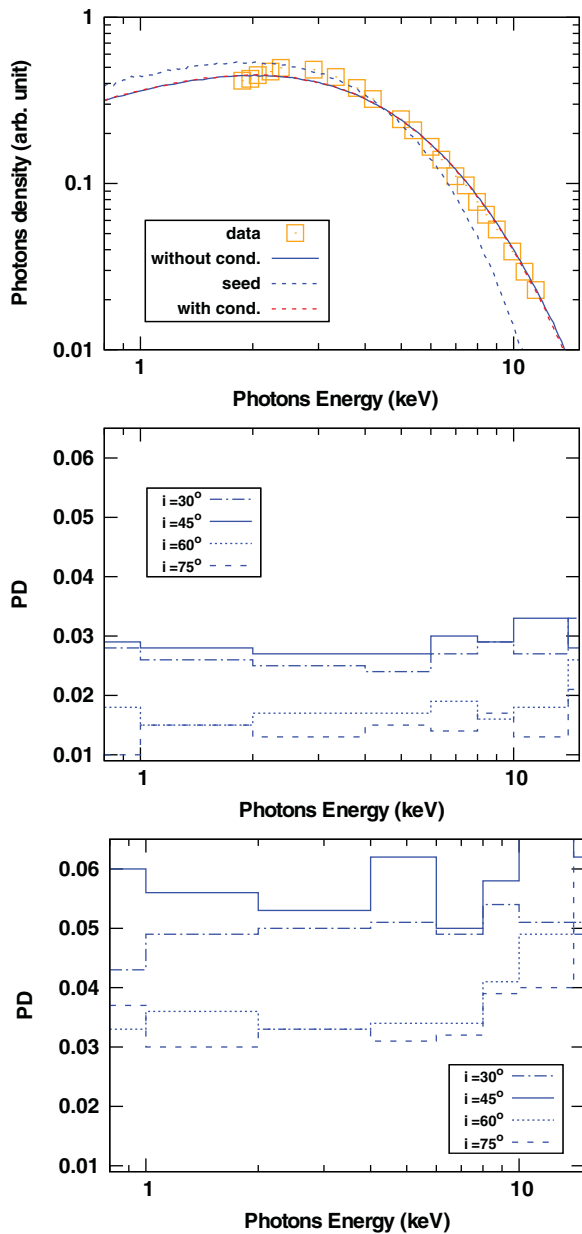 1
0.1
0.01
Photons density (arb. unit)
data
without cond.
seed
with cond.
1
10
Photons Energy (keV)
0.06
0.05
0.04
0.03
0.02
0.01
PD
i =30°
i =45°
i =60°
i =75°
1
10
Photons Energy (keV)
0.06
0.05
0.04
0.03
0.02
0.01
PD
i =30°
i =45°
i =60°
i =75°
1
10
Photons Energy (keV)